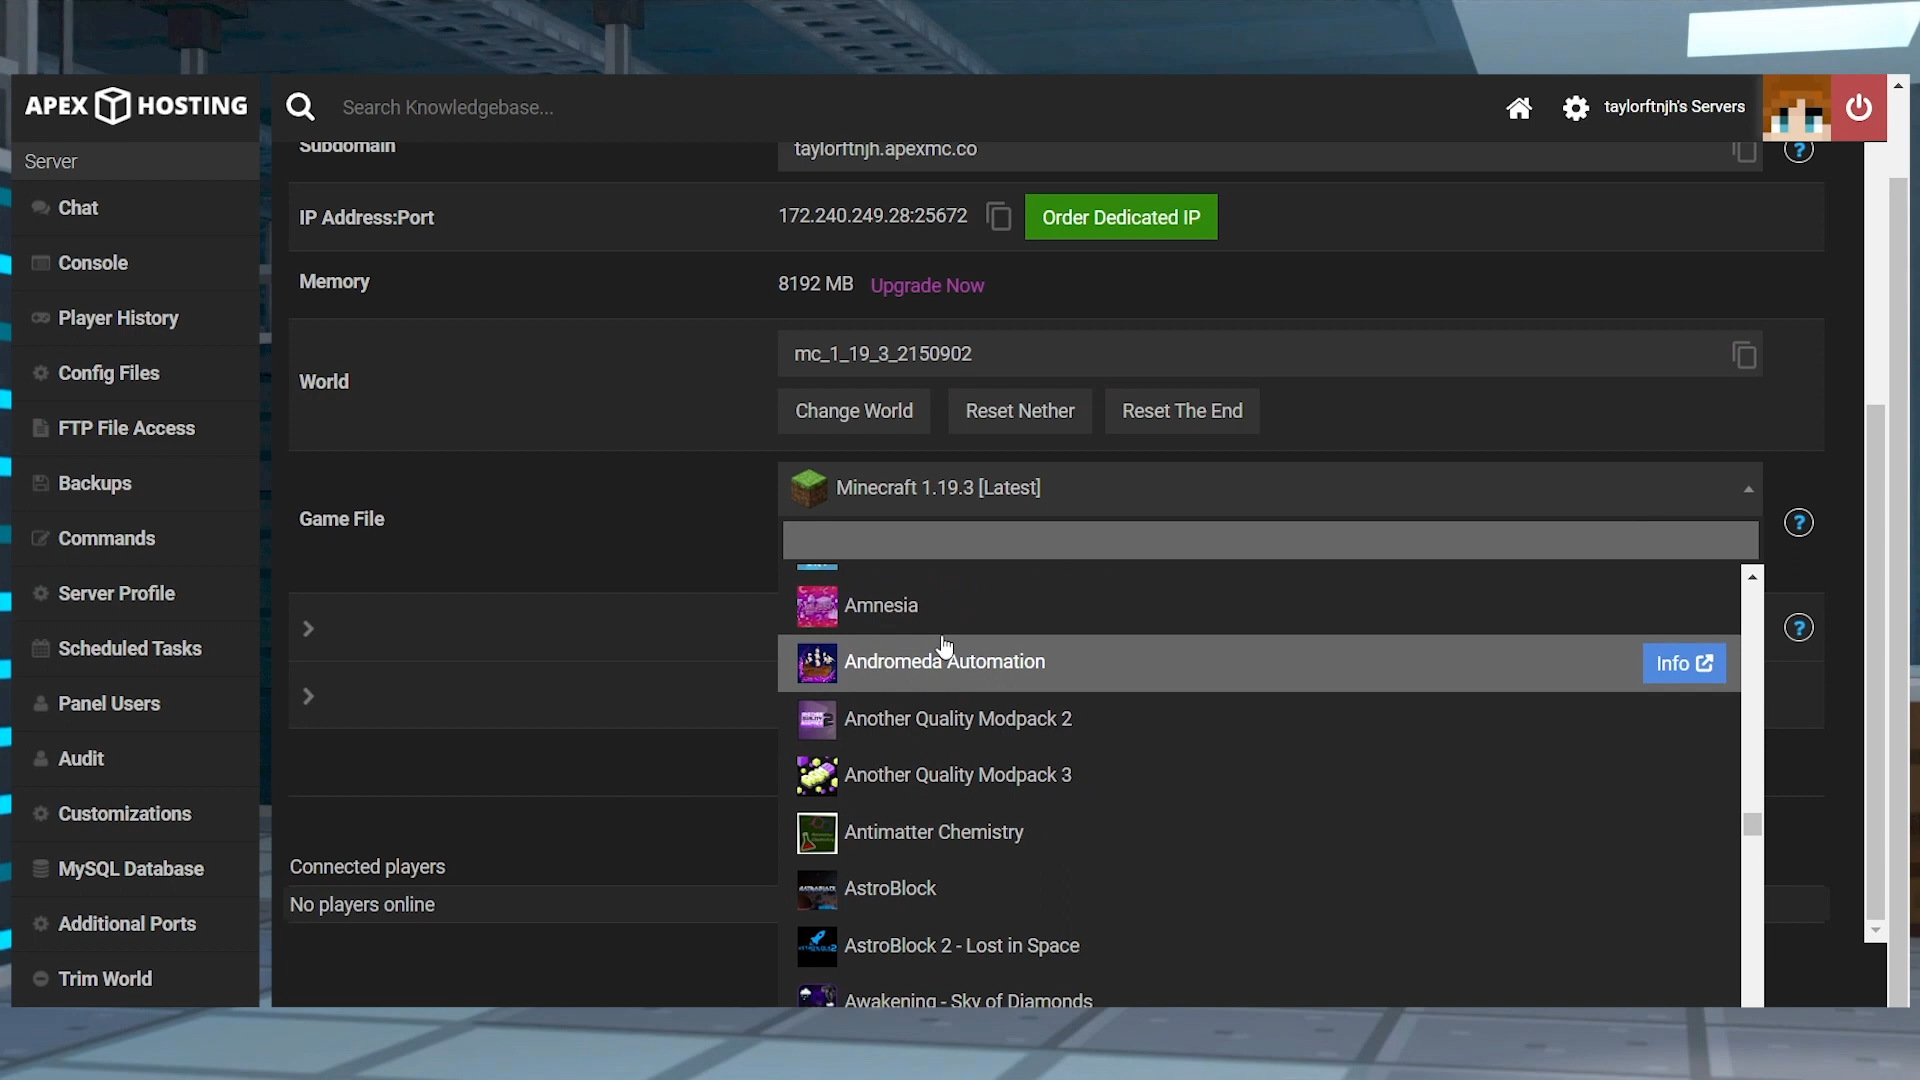 APEX HOSTING
Search Knowledgebase...
taylorftnjh's Servers
Server
Chat
Console
Player History
Config Files
FTP File Access
Backups
Commands
Server Profile
Scheduled Tasks
Panel Users
Audit
Customizations
MySQL Database
Additional Ports
Trim World
Subdomain
taylorftnjh.apexmc.co
?
IP Address:Port
172.240.249.28:25672
Order Dedicated IP
Memory
8192 MB Upgrade Now
World
mc_1_19_3_2150902
Change World
Reset Nether
Reset The End
Game File
Minecraft 1.19.3 [Latest]
?
Amnesia
?
Andromeda Automation
Info
Another Quality Modpack 2
Another Quality Modpack 3
Antimatter Chemistry
AstroBlock
AstroBlock 2 - Lost in Space
Awakening - Sky of Diamonds
Connected players
No players online